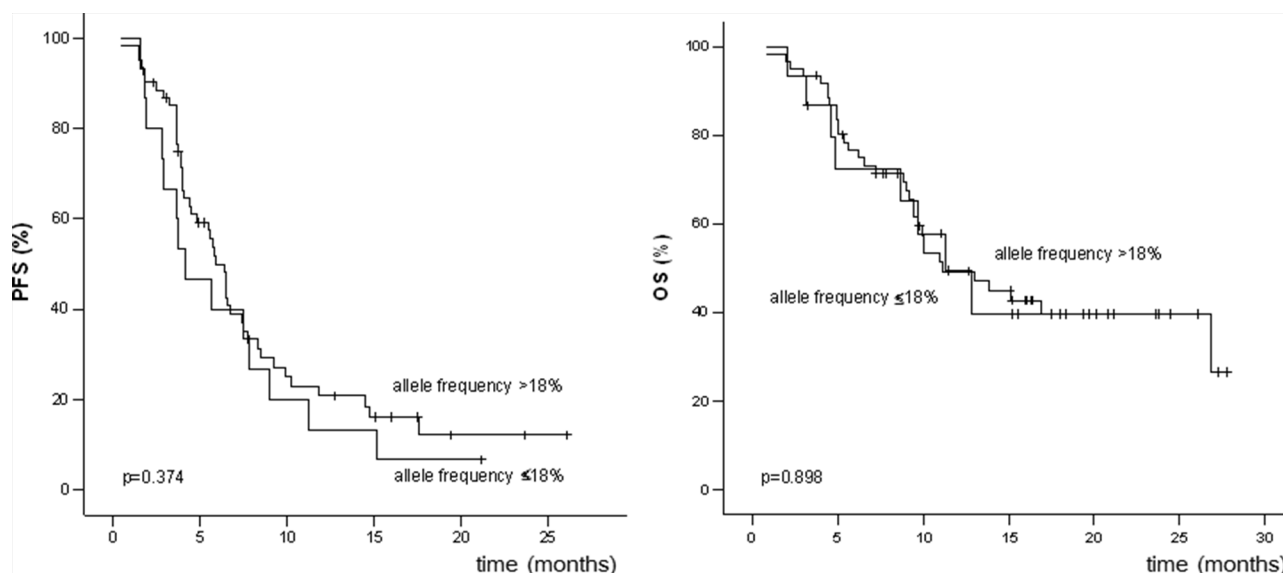 PFS (%)
100
80
60
40
20
0
allele frequency >18%
allele frequency ≤18%
p=0.374
0 5 10 15 20 25
time (months)
OS (%)
100
80
60
40
20
0
allele frequency >18%
allele frequency ≤18%
p=0.898
0 5 10 15 20 25 30
time (months)